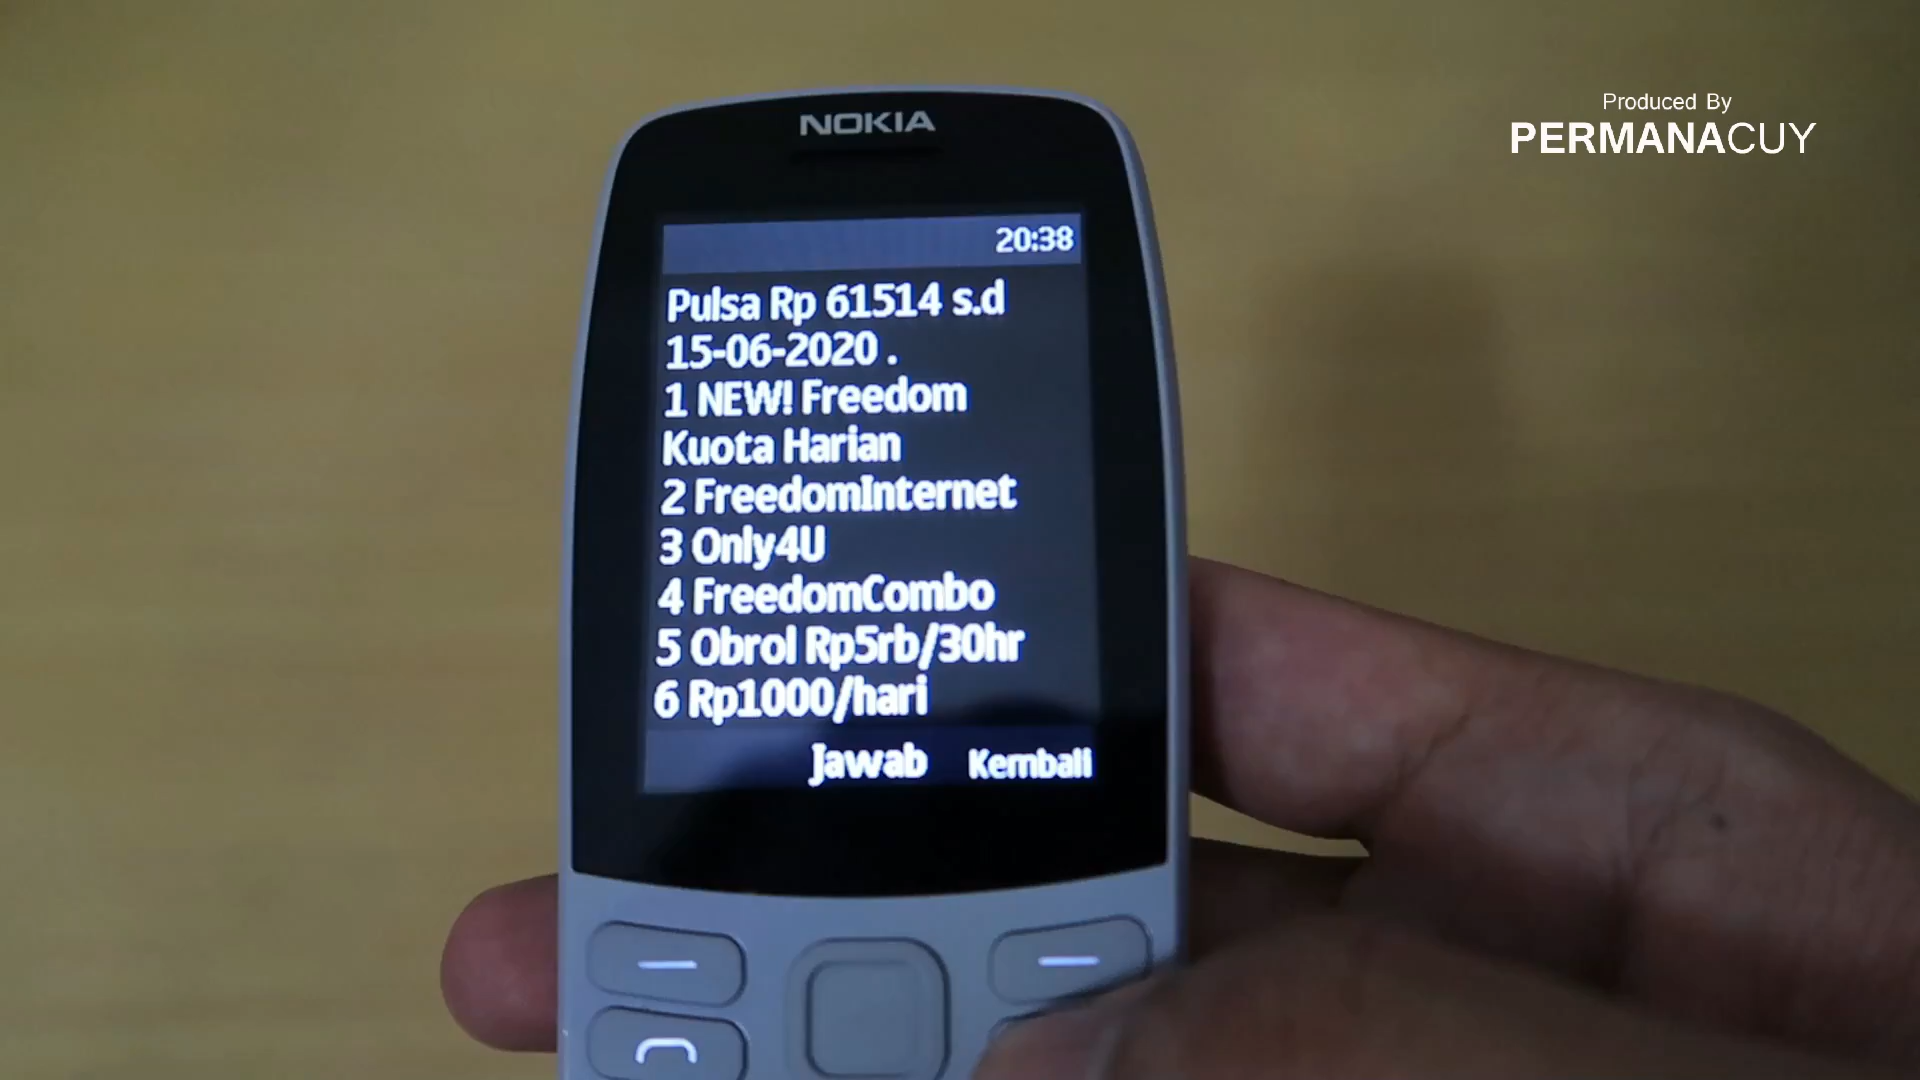 Produced By
PERMANACUY
NOKIA
20:38
Pulsa Rp 61514 s.d
15-06-2020 .
1 NEW! Freedom
Kuota Harian
2 FreedomInternet
3 Only4U
4 FreedomCombo
5 Obrol Rp5rb/30hr
6 Rp1000/hari
Jawab Kembali